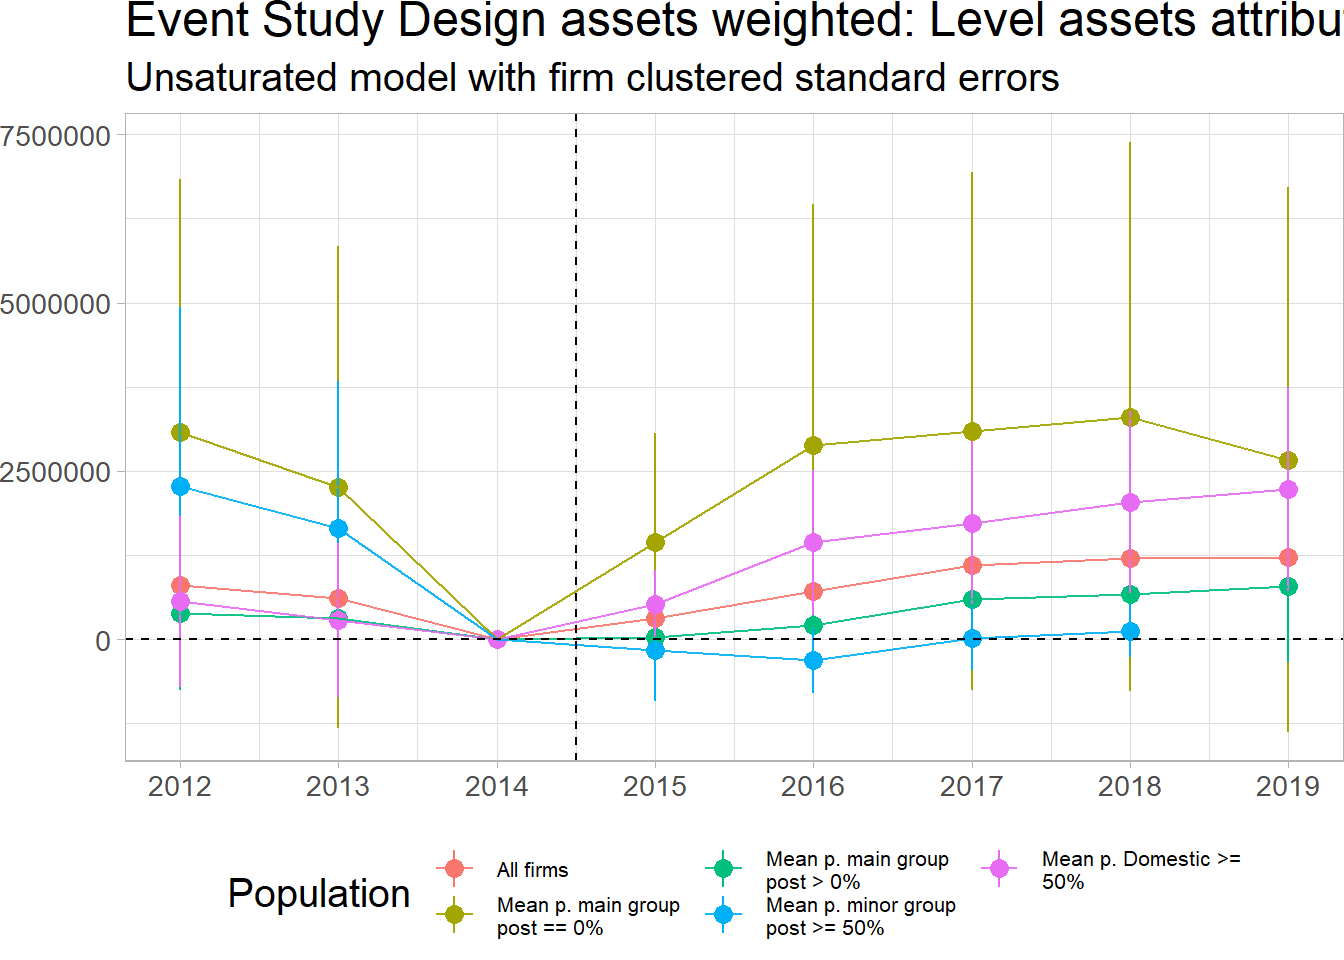 Event Study Design assets weighted: Level assets attribu
Unsaturated model with firm clustered standard errors
7500000
5000000
2500000
0
2012 2013 2014 2015 2016 2017 2018 2019
Population
All firms
Mean p. main group
post == 0%
Mean p. main group
post > 0%
Mean p. minor group
post >= 50%
Mean p. Domestic >=
50%